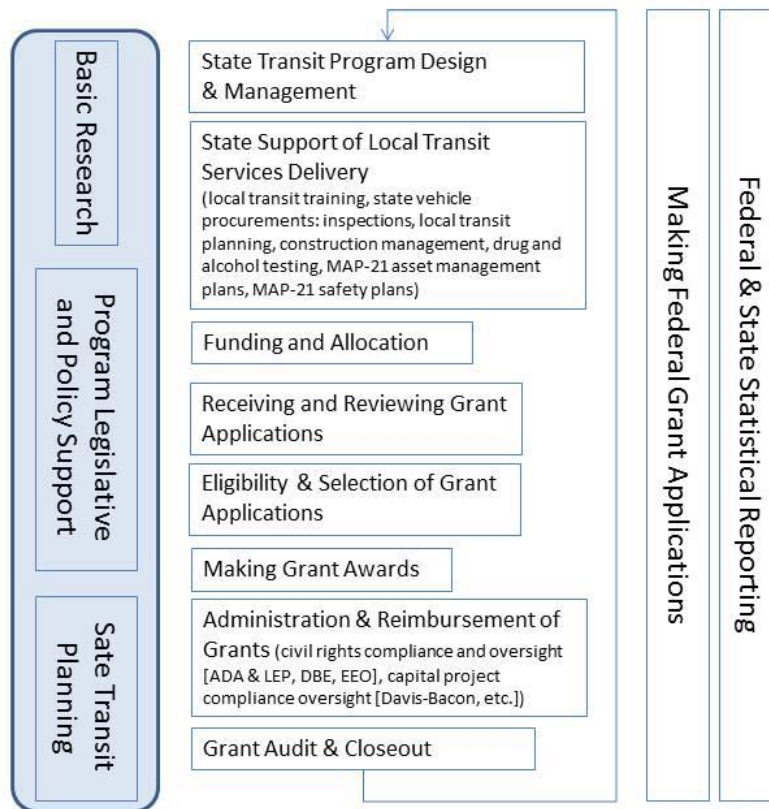 Basic Research
Program Legislative
and Policy Support
Sate Transit
Planning
State Transit Program Design
& Management
State Support of Local Transit
Services Delivery
(local transit training, state vehicle
procurements: inspections, local transit
planning, construction management, drug and
alcohol testing, MAP-21 asset management
plans, MAP-21 safety plans)
Funding and Allocation
Receiving and Reviewing Grant
Applications
Eligibility & Selection of Grant
Applications
Making Grant Awards
Administration & Reimbursement of
Grants (civil rights compliance and oversight
[ADA & LEP, DBE, EEO], capital project
compliance oversight [Davis-Bacon, etc.])
Grant Audit & Closeout
Making Federal Grant Applications
Federal & State Statistical Reporting